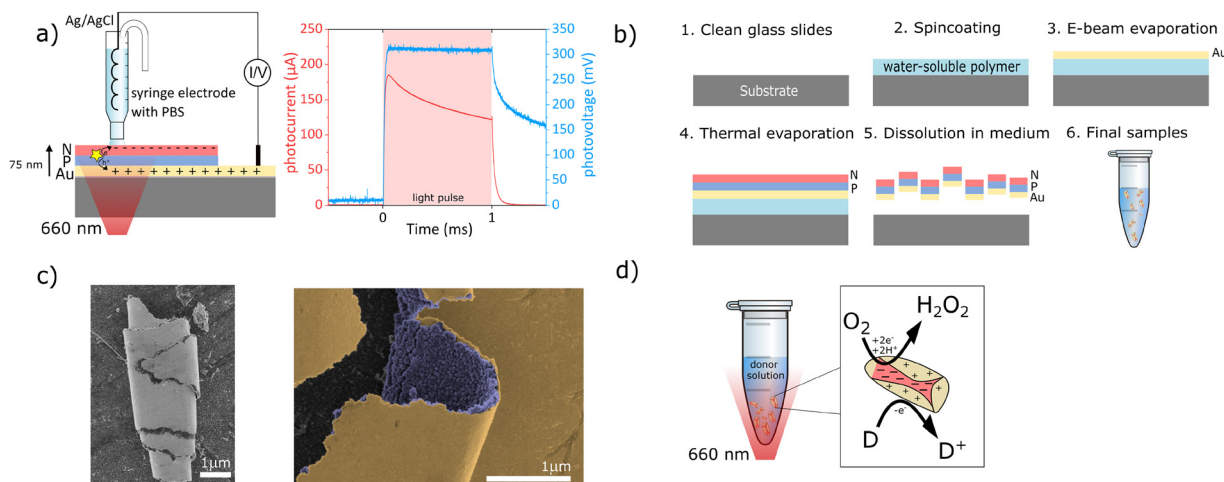 a)
Ag/AgCl
syringe electrode
with PBS
I/V
75 nm
N
P
Au
e-
h+
660 nm
photocurrent (µA)
250
200
150
100
50
0
light pulse
0
1
Time (ms)
350
300
250
200
150
100
50
0
photovoltage (mV)
b)
1. Clean glass slides
Substrate
2. Spincoating
water-soluble polymer
3. E-beam evaporation
Au
4. Thermal evaporation
N
P
5. Dissolution in medium
N
P
Au
6. Final samples
c)
1µm
1µm
d)
donor
solution
660 nm
O₂
H₂O₂
+2e-
+2H+
D
-e-
D+